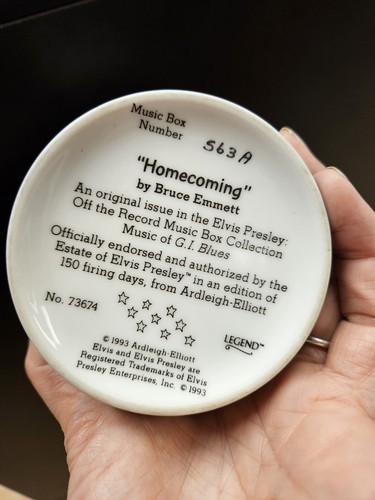 Music Box
Number
563A
"Homecoming"
by Bruce Emmett
An original issue in the Elvis Presley:
Off the Record Music Box Collection
Music of G.I. Blues
Officially endorsed and authorized by the
Estate of Elvis Presley™ in an edition of
150 firing days, from Ardleigh-Elliott
No. 73674
LEGEND™
© 1993 Ardleigh-Elliott
Elvis and Elvis Presley are
Registered Trademarks of Elvis
Presley Enterprises, Inc. © 1993